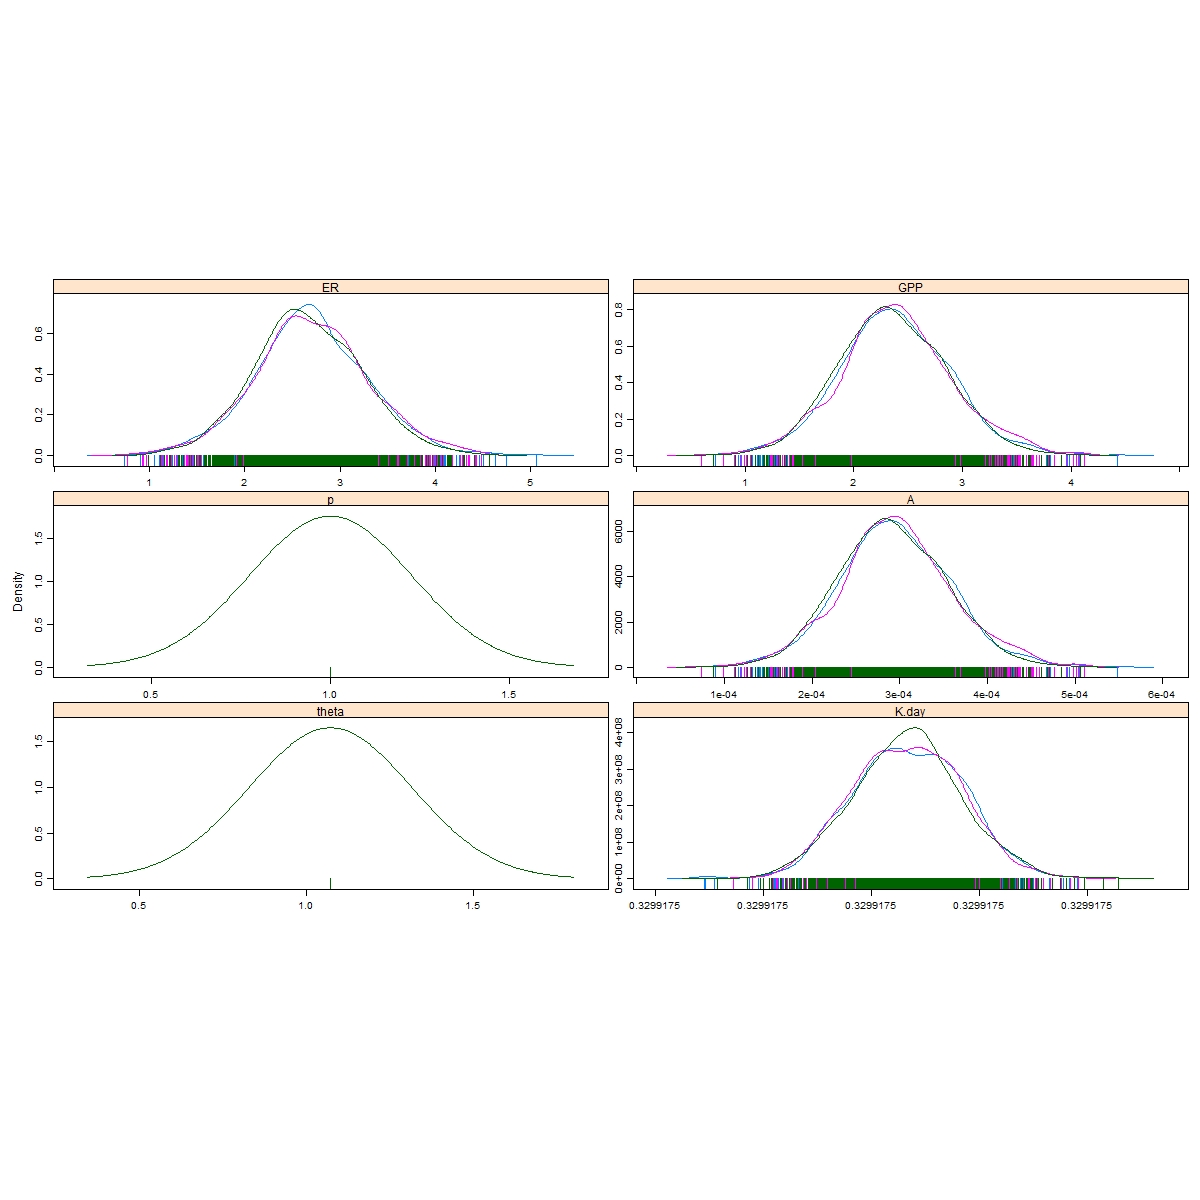 ER
GPP
0.0 0.2 0.4 0.6
1 2 3 4 5
0.0 0.2 0.4 0.6 0.8
1 2 3 4
p
A
Density
0.0 0.5 1.0 1.5
0.5 1.0 1.5
0 2000 4000 6000
1e-04 2e-04 3e-04 4e-04 5e-04 6e-04
theta
K.day
0.0 0.5 1.0 1.5
0.5 1.0 1.5
0e+00 1e+08 2e+08 3e+08 4e+08
0.3299175 0.3299175 0.3299175 0.3299175 0.3299175